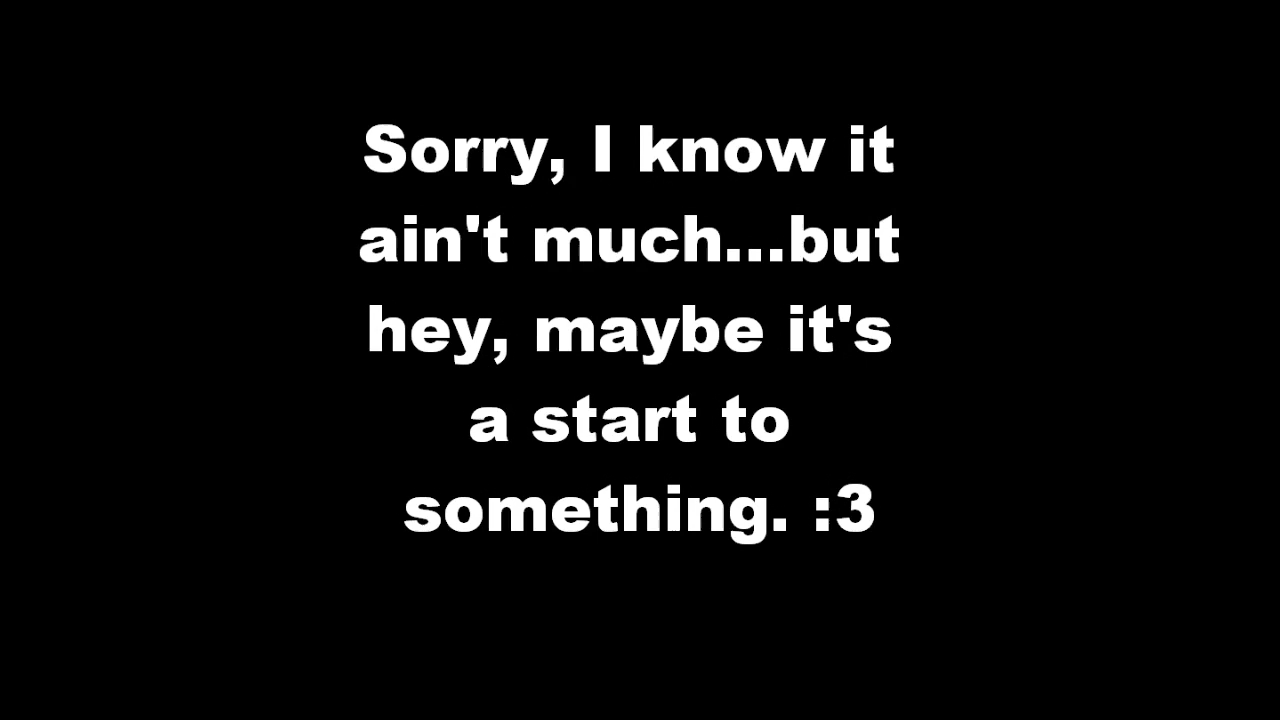 Sorry, I know it
ain't much...but
hey, maybe it's
a start to
something. :3